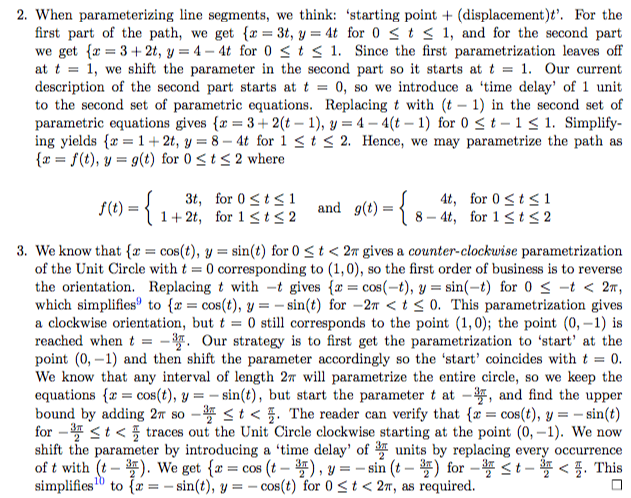 2. When parameterizing line segments, we think: 'starting point + (displacement)t'. For the
first part of the path, we get {x = 3t, y = 4t for 0 ≤ t ≤ 1, and for the second part
we get {x = 3 + 2t, y = 4 – 4t for 0 ≤ t ≤ 1. Since the first parametrization leaves off
at t = 1, we shift the parameter in the second part so it starts at t = 1. Our current
description of the second part starts at t = 0, so we introduce a 'time delay' of 1 unit
to the second set of parametric equations. Replacing t with (t – 1) in the second set of
parametric equations gives {x = 3 + 2(t – 1), y = 4 – 4(t – 1) for 0 ≤ t – 1 ≤ 1. Simplify-
ing yields {x = 1 + 2t, y = 8 – 4t for 1 ≤ t ≤ 2. Hence, we may parametrize the path as
{x = f(t), y = g(t) for 0 ≤ t ≤ 2 where
f(t) = { 3t, for 0 ≤ t ≤ 1 1 + 2t, for 1 ≤ t ≤ 2 and g(t) = { 4t, for 0 ≤ t ≤ 1 8 – 4t, for 1 ≤ t ≤ 2
3. We know that {x = cos(t), y = sin(t) for 0 ≤ t < 2π gives a counter-clockwise parametrization
of the Unit Circle with t = 0 corresponding to (1, 0), so the first order of business is to reverse
the orientation. Replacing t with –t gives {x = cos(–t), y = sin(–t) for 0 ≤ –t < 2π,
which simplifies⁹ to {x = cos(t), y = – sin(t) for –2π < t ≤ 0. This parametrization gives
a clockwise orientation, but t = 0 still corresponds to the point (1, 0); the point (0, –1) is
reached when t = –3π/2. Our strategy is to first get the parametrization to 'start' at the
point (0, –1) and then shift the parameter accordingly so the 'start' coincides with t = 0.
We know that any interval of length 2π will parametrize the entire circle, so we keep the
equations {x = cos(t), y = – sin(t), but start the parameter t at –3π/2, and find the upper
bound by adding 2π so –3π/2 ≤ t < π/2. The reader can verify that {x = cos(t), y = – sin(t)
for –3π/2 ≤ t < π/2 traces out the Unit Circle clockwise starting at the point (0, –1). We now
shift the parameter by introducing a 'time delay' of 3π/2 units by replacing every occurrence
of t with (t – 3π/2). We get {x = cos (t – 3π/2), y = – sin (t – 3π/2) for –3π/2 ≤ t – 3π/2 < π/2. This
simplifies¹⁰ to {x = – sin(t), y = – cos(t) for 0 ≤ t < 2π, as required. □